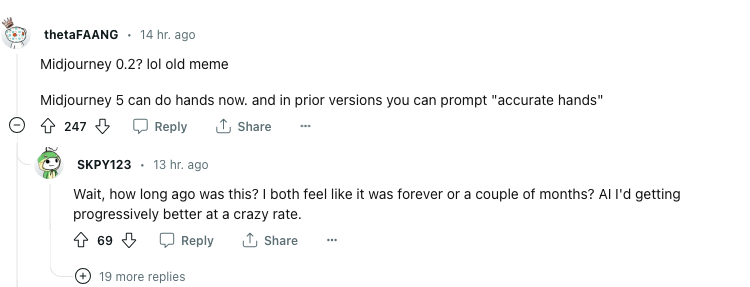 thetaFAANG • 14 hr. ago
Midjourney 0.2? lol old meme
Midjourney 5 can do hands now. and in prior versions you can prompt "accurate hands"
247 Reply Share ···
SKPY123 • 13 hr. ago
Wait, how long ago was this? I both feel like it was forever or a couple of months? AI I'd getting
progressively better at a crazy rate.
69 Reply Share ···
19 more replies